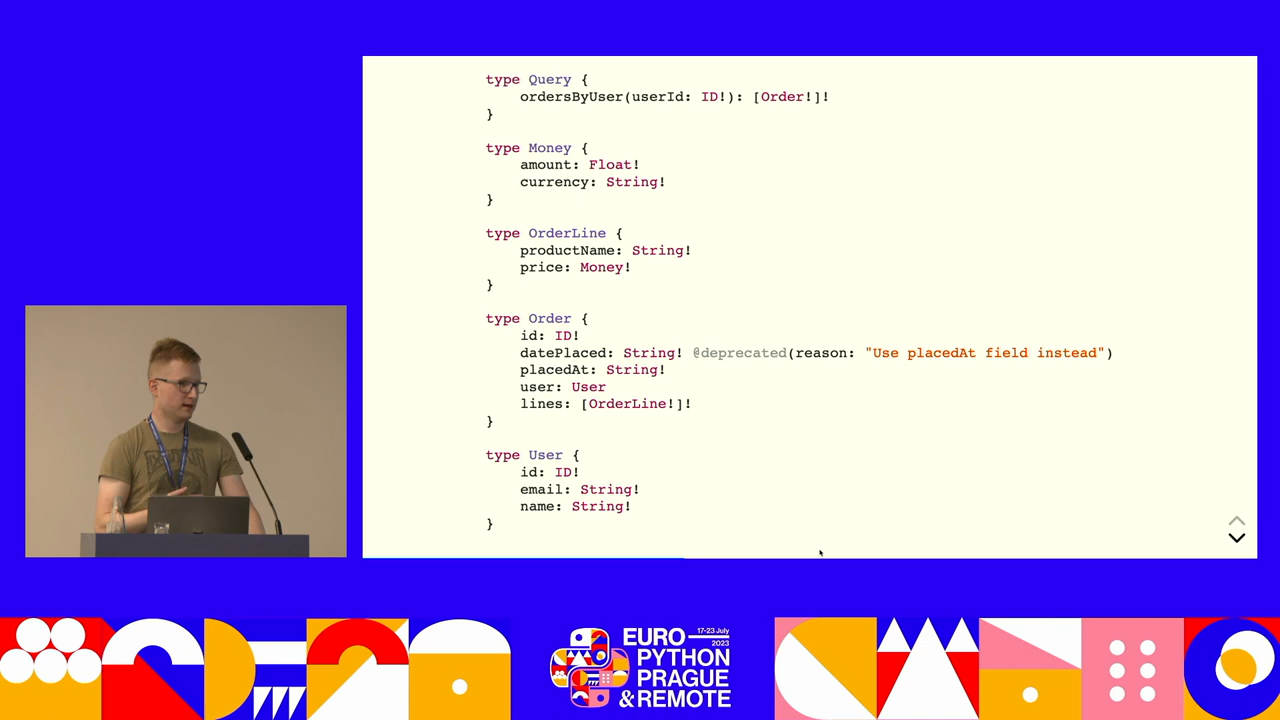 type Query {
ordersByUser(userId: ID!): [Order!]!
}
type Money {
amount: Float!
currency: String!
}
type OrderLine {
productName: String!
price: Money!
}
type Order {
id: ID!
datePlaced: String! @deprecated(reason: "Use placedAt field instead")
placedAt: String!
user: User
lines: [OrderLine!]!
}
type User {
id: ID!
email: String!
name: String!
}
EURO 17-23 July 2023
PYTHON
PRAGUE
& REMOTE